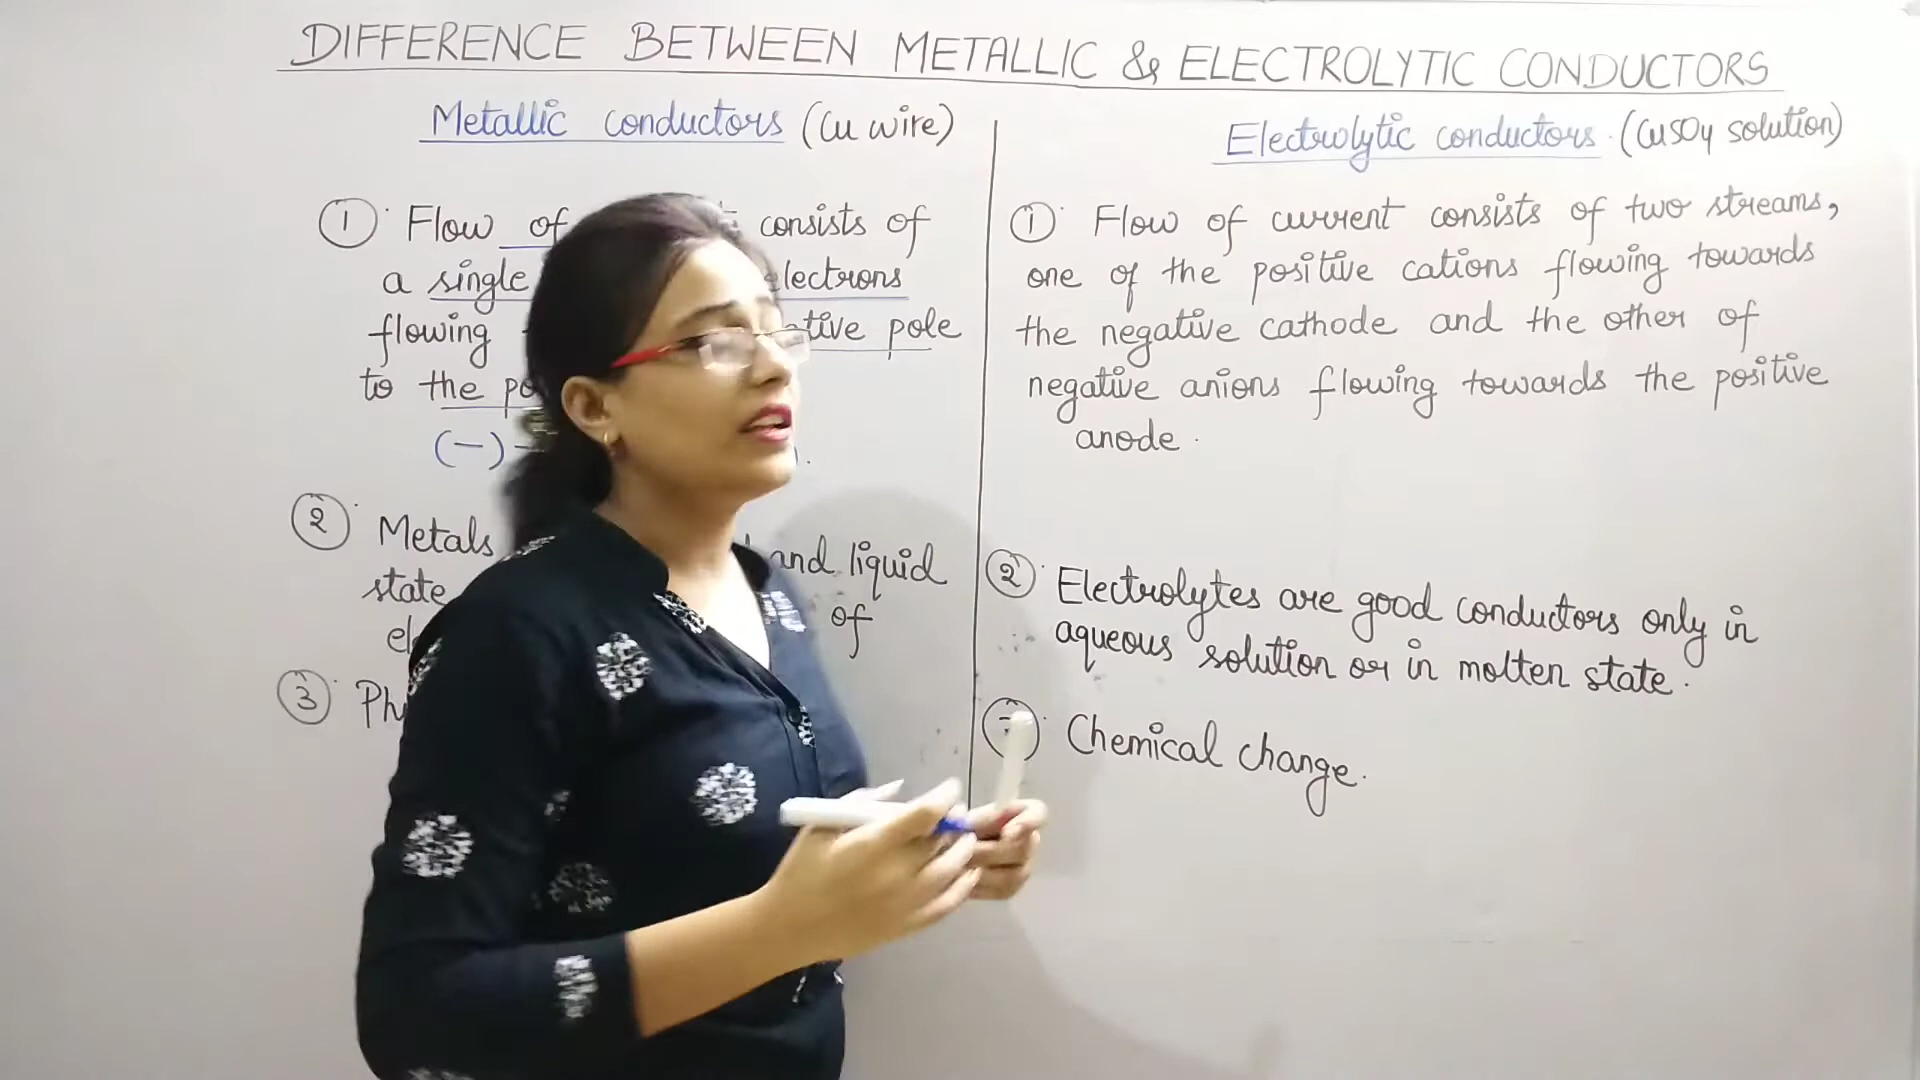 DIFFERENCE BETWEEN METALLIC & ELECTROLYTIC CONDUCTORS
Metallic conductors (Cu wire)
① Flow of consists of
a single electrons
flowing pole
to the
(-)
② Metals and liquid
state
of
③
Electrolytic conductors. (CuSO4 solution)
① Flow of current consists of two streams,
one of the positive cations flowing towards
the negative cathode and the other of
negative anions flowing towards the positive
anode.
② Electrolytes are good conductors only in
aqueous solution or in molten state.
Chemical change.